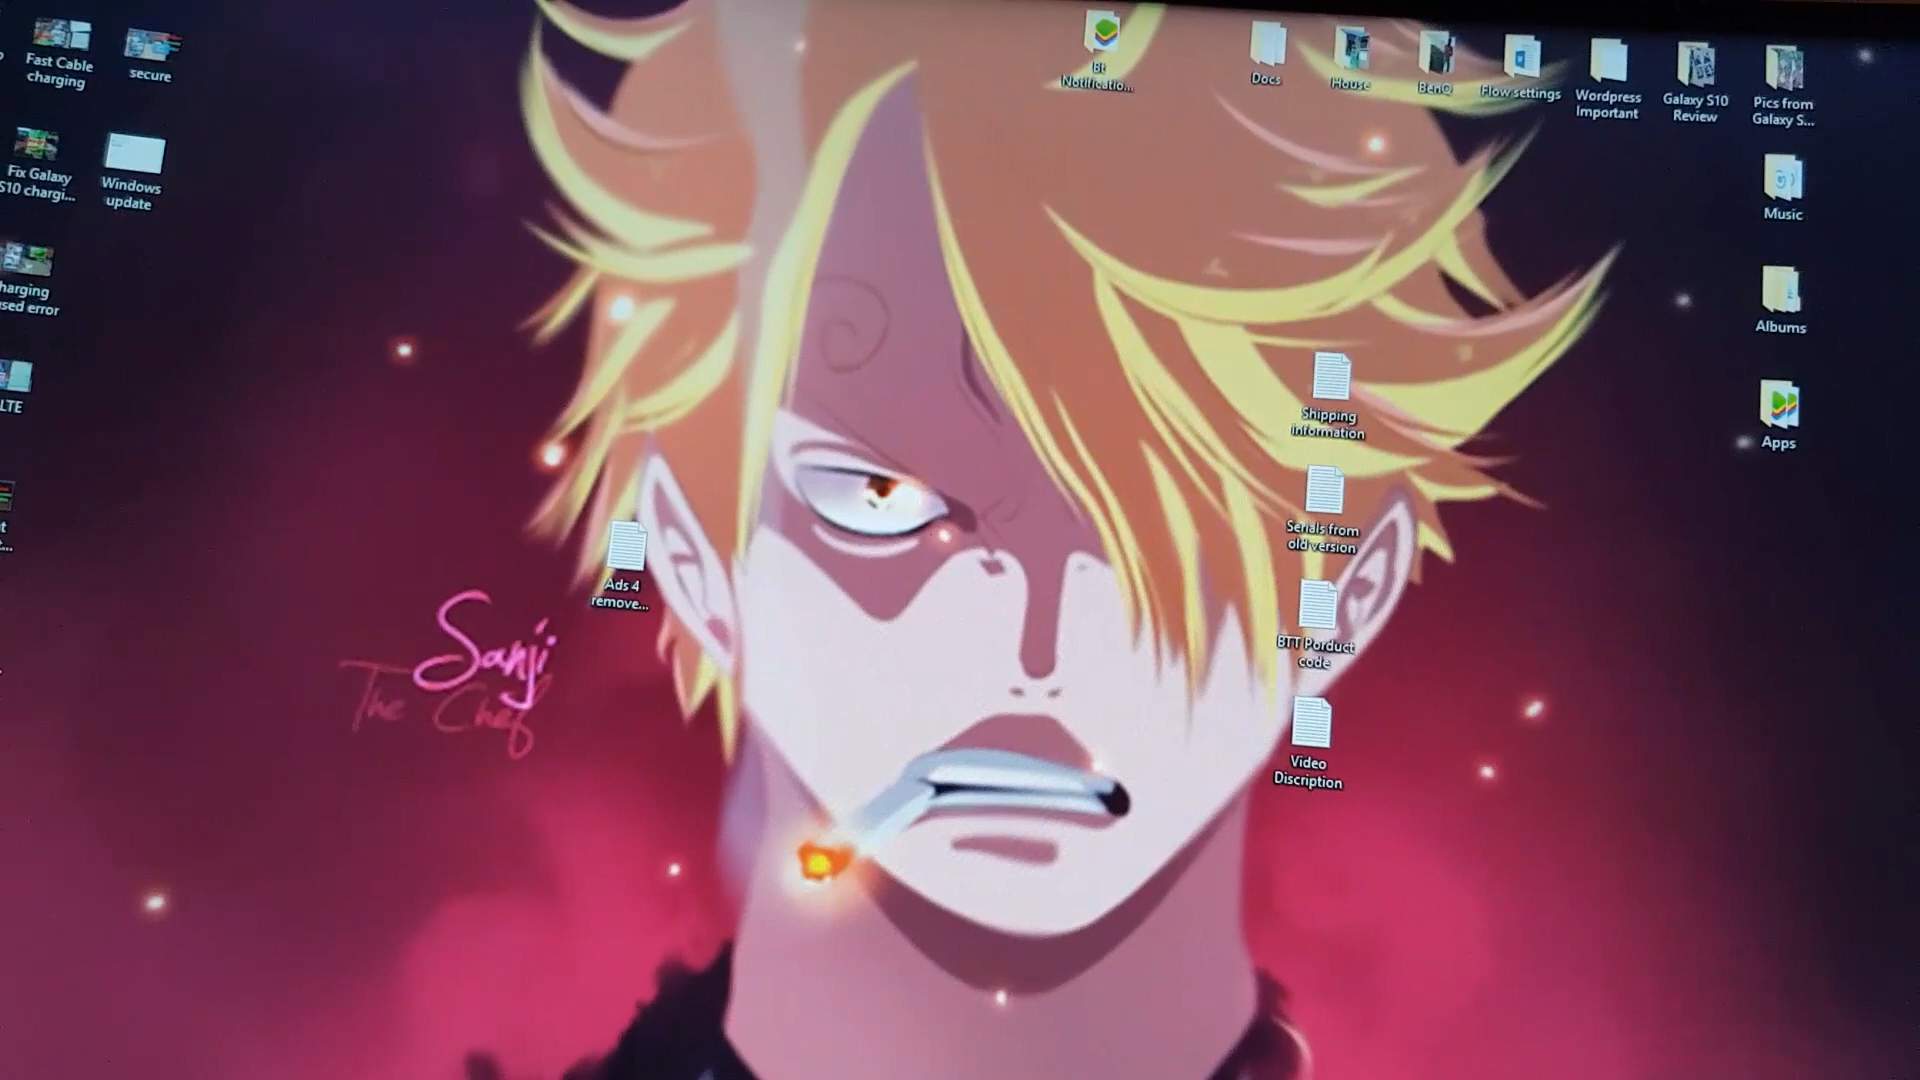 Fast Cable
charging
secure
Fix Galaxy
S10 chargi...
Windows
update
harging
sed error
LTE
Bt
Notificatio...
Docs
House
BenQ
Flow settings
Wordpress
Important
Galaxy S10
Review
Pics from
Galaxy S...
Music
Albums
Apps
Shipping
information
Serials from
old version
BTT Porduct
code
Video
Discription
Ads 4
remove...
Sanji
The Chef